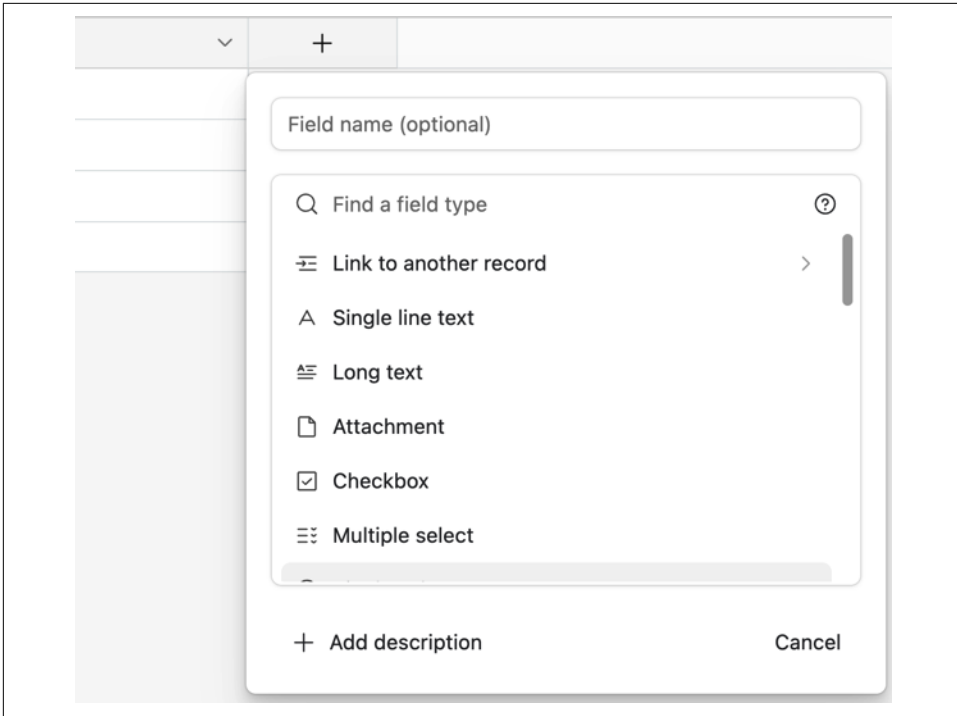 Field name (optional)
Find a field type
Link to another record
Single line text
Long text
Attachment
Checkbox
Multiple select
+ Add description
Cancel